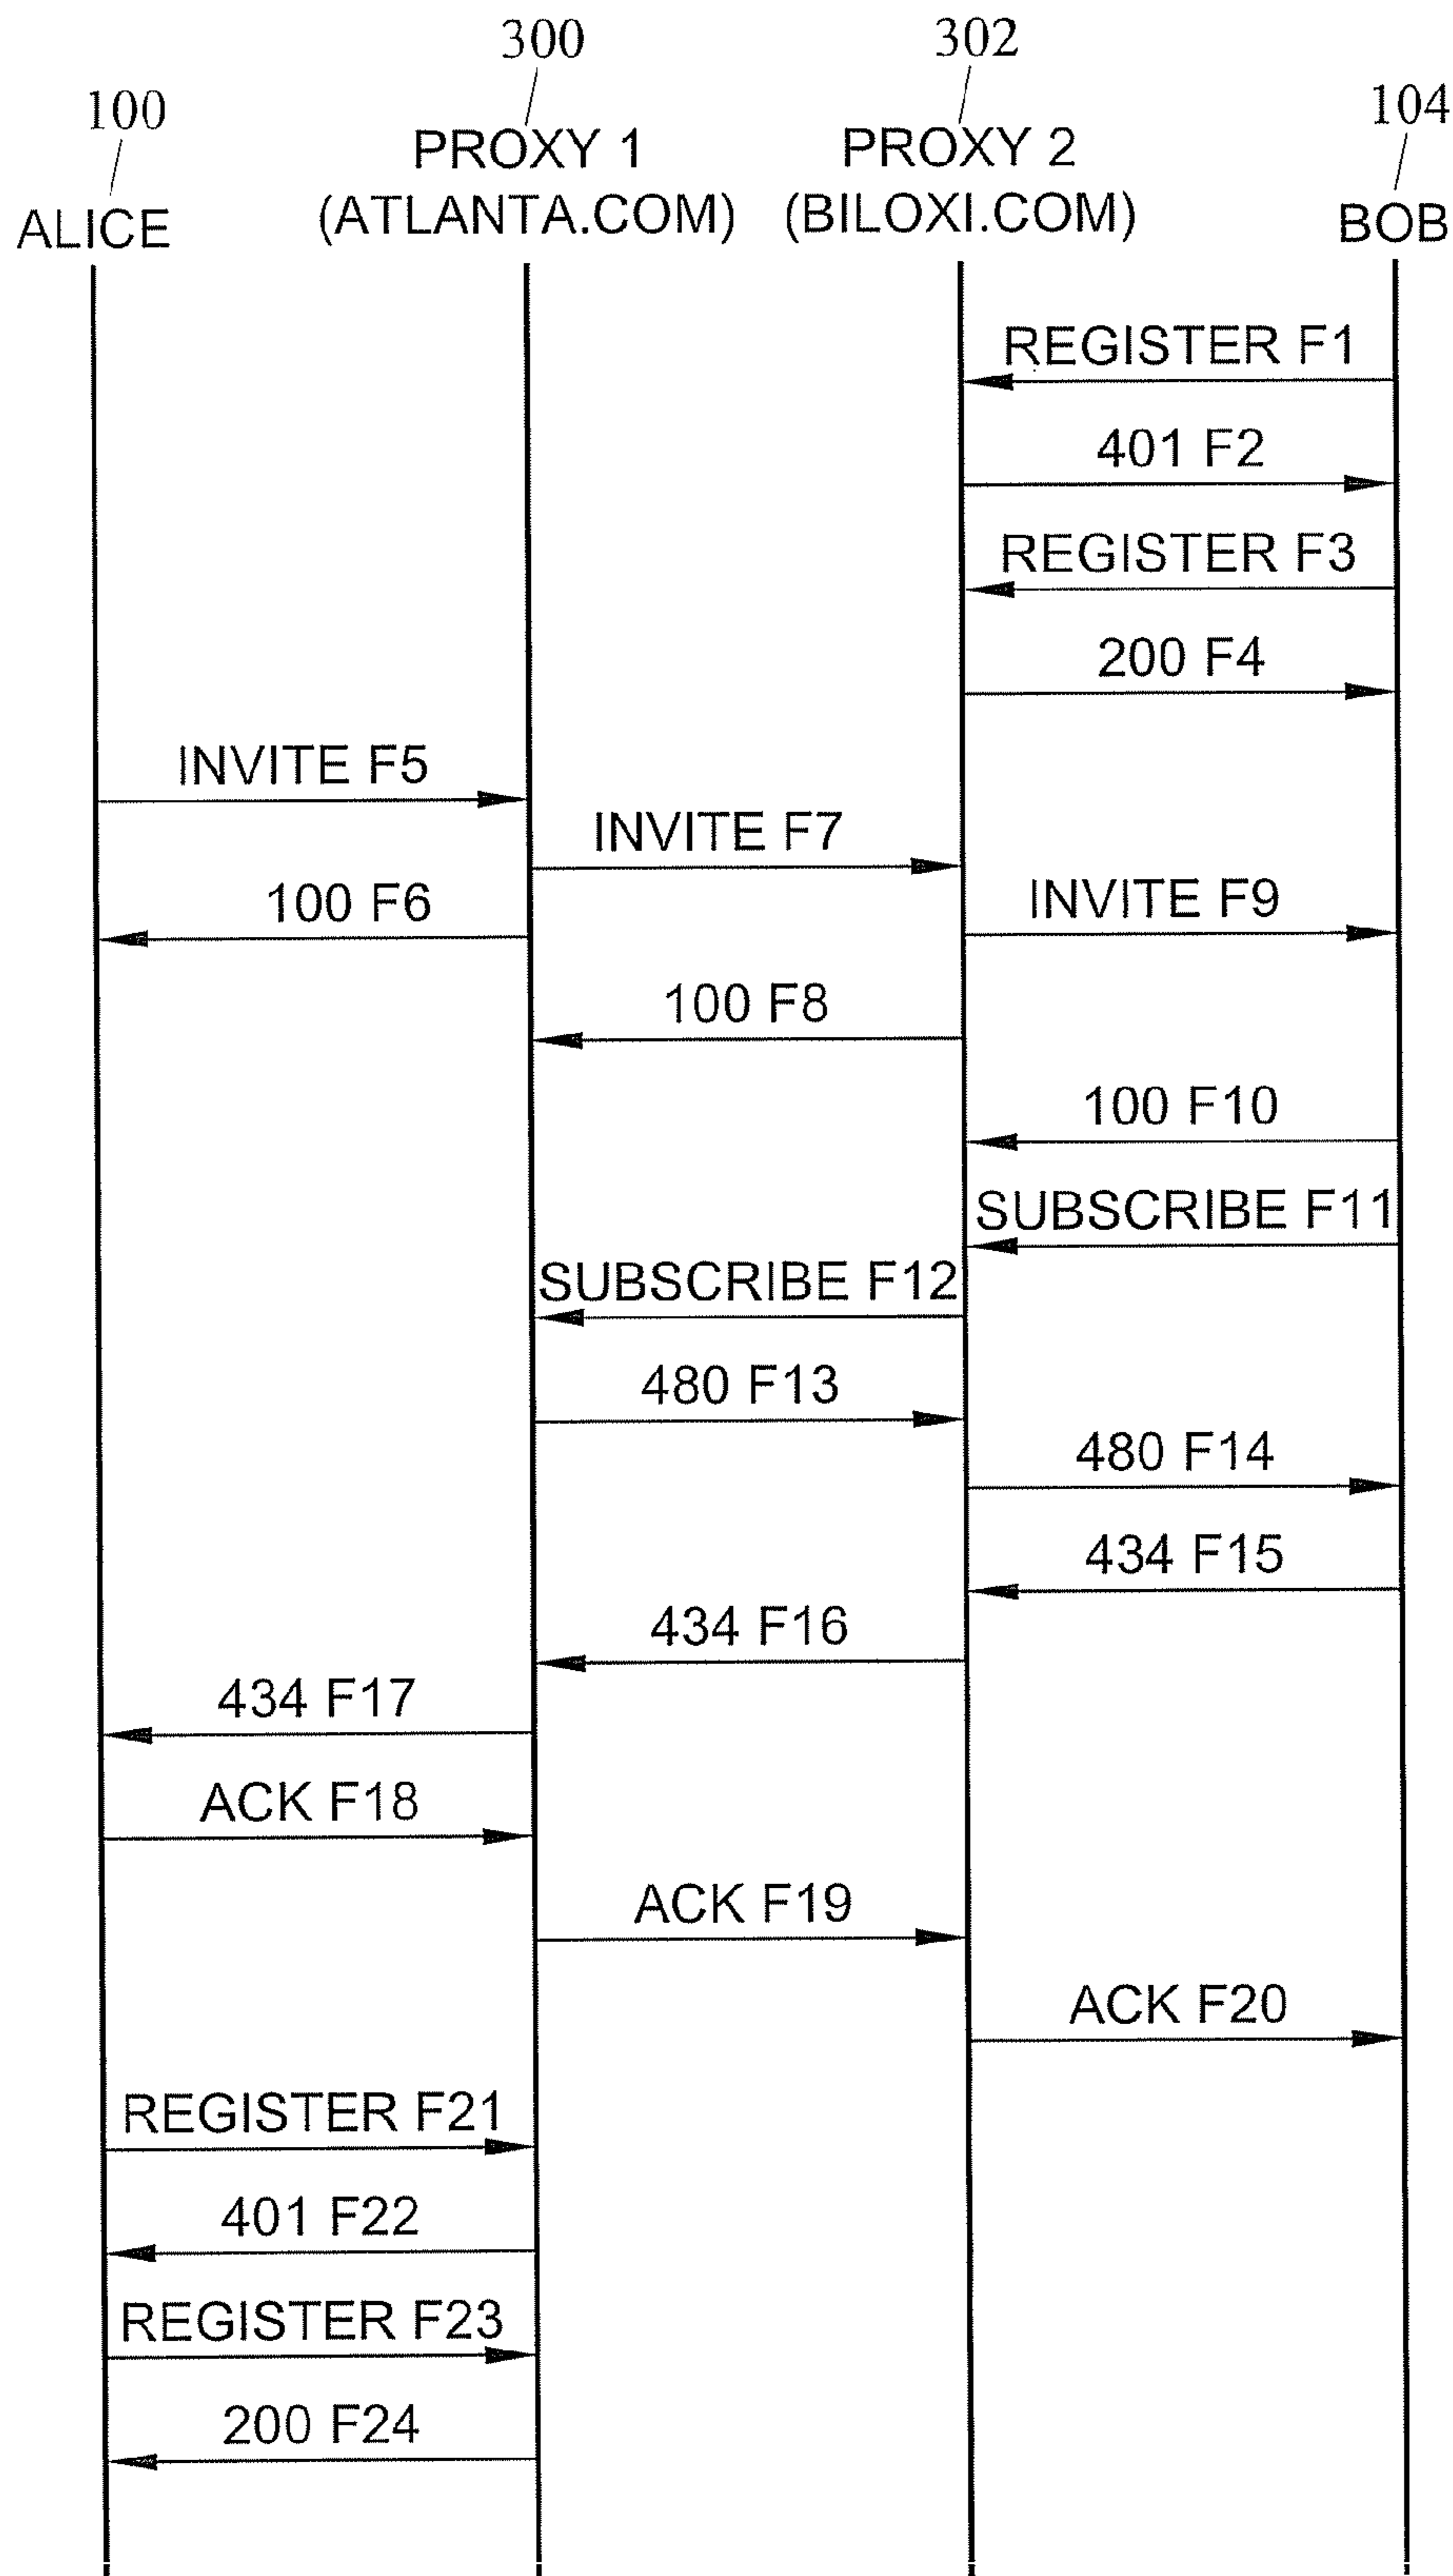 300
302
100
104
PROXY 1
PROXY 2
ALICE
(ATLANTA.COM)
(BILOXI.COM)
BOB
REGISTER F1
401 F2
REGISTER F3
200 F4
INVITE F5
INVITE F7
100 F6
INVITE F9
100 F8
100 F10
SUBSCRIBE F11
SUBSCRIBE F12
480 F13
480 F14
434 F15
434 F16
434 F17
ACK F18
ACK F19
ACK F20
REGISTER F21
401 F22
REGISTER F23
200 F24